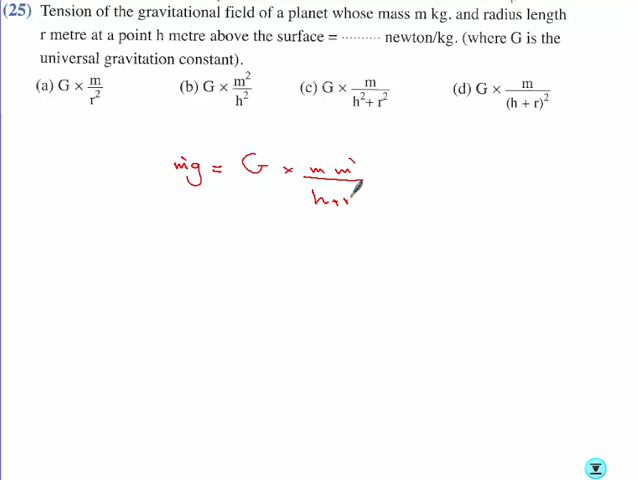 (25) Tension of the gravitational field of a planet whose mass m kg. and radius length
r metre at a point h metre above the surface = ········· newton/kg. (where G is the
universal gravitation constant).
(a) G × m/r² (b) G × m²/h² (c) G × m/(h² + r²) (d) G × m/(h + r)²
m̀g = G × m m̀/h+r